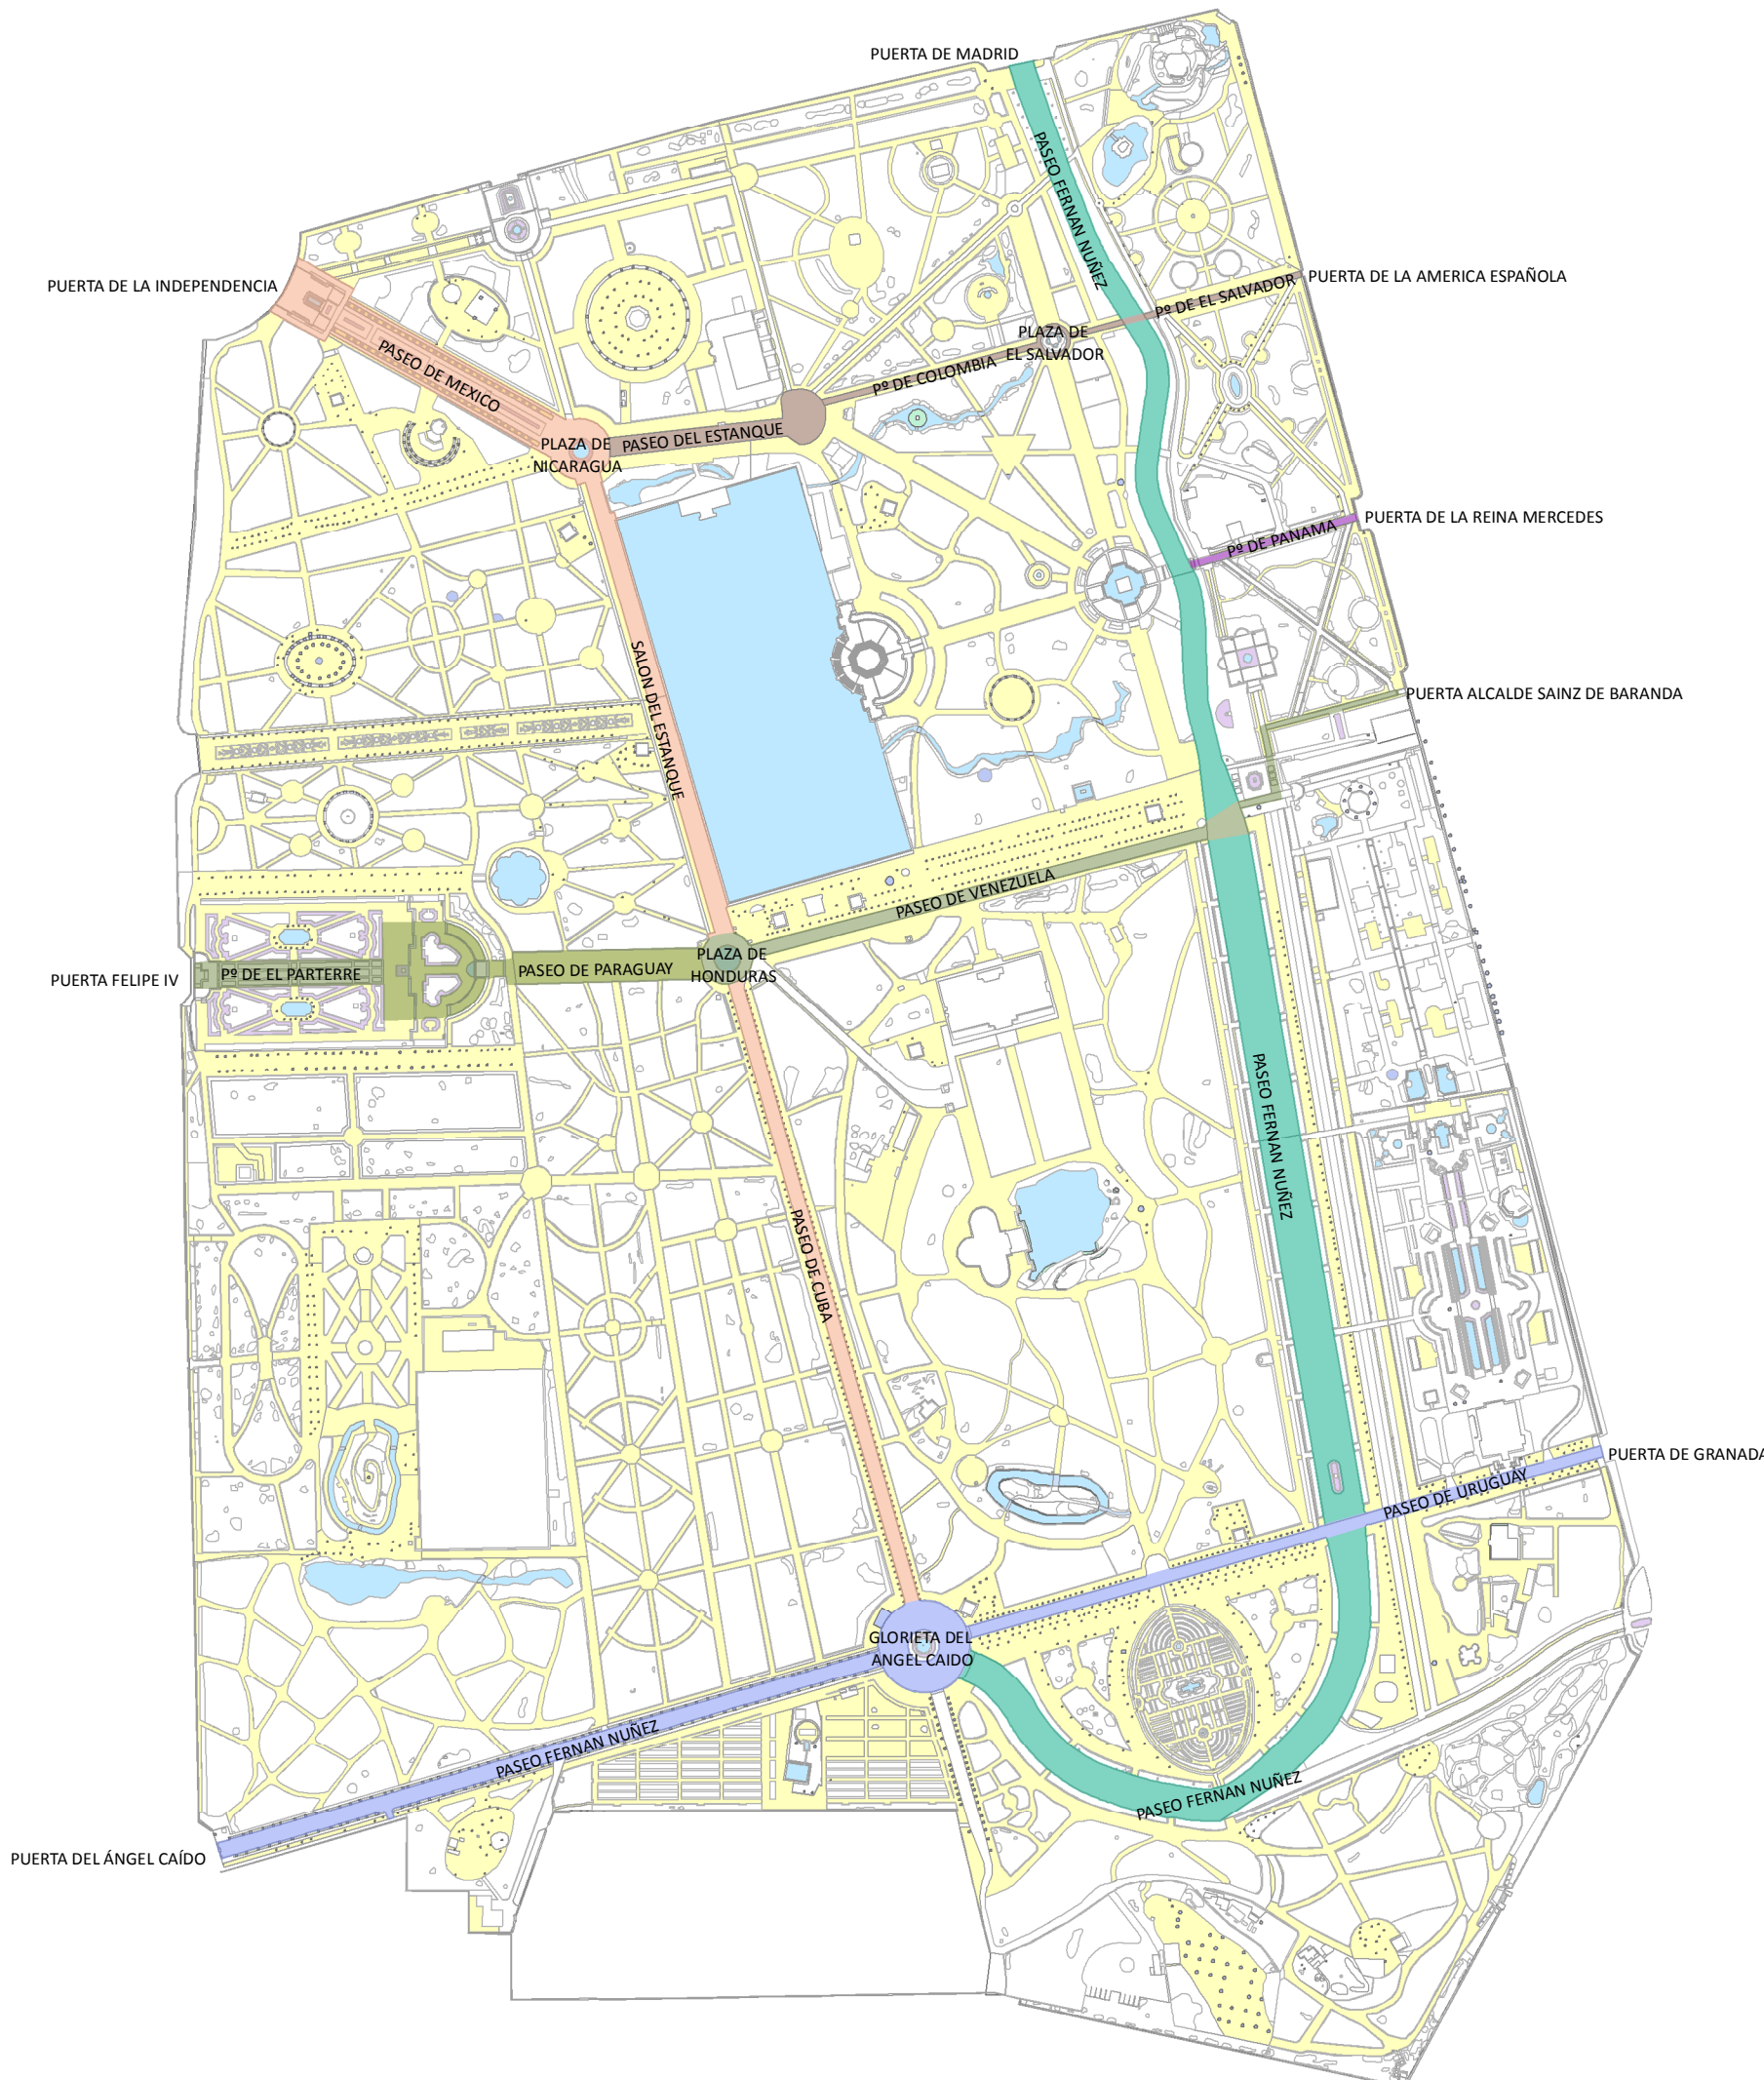 PUERTA DE MADRID
PASEO FERNAN NUÑEZ
PUERTA DE LA INDEPENDENCIA
PUERTA DE LA AMERICA ESPAÑOLA
Pº DE EL SALVADOR
PLAZA DE
EL SALVADOR
PASEO DE MEXICO
Pº DE COLOMBIA
PASEO DEL ESTANQUE
PLAZA DE
NICARAGUA
PUERTA DE LA REINA MERCEDES
Pº DE PANAMA
SALON DEL ESTANQUE
PUERTA ALCALDE SAINZ DE BARANDA
PASEO DE VENEZUELA
PLAZA DE
HONDURAS
PASEO DE PARAGUAY
Pº DE EL PARTERRE
PUERTA FELIPE IV
PASEO FERNAN NUÑEZ
PASEO DE CUBA
PUERTA DE GRANADA
PASEO DE URUGUAY
GLORIETA DEL
ANGEL CAIDO
PASEO FERNAN NUÑEZ
PASEO FERNAN NUÑEZ
PUERTA DEL ÁNGEL CAÍDO